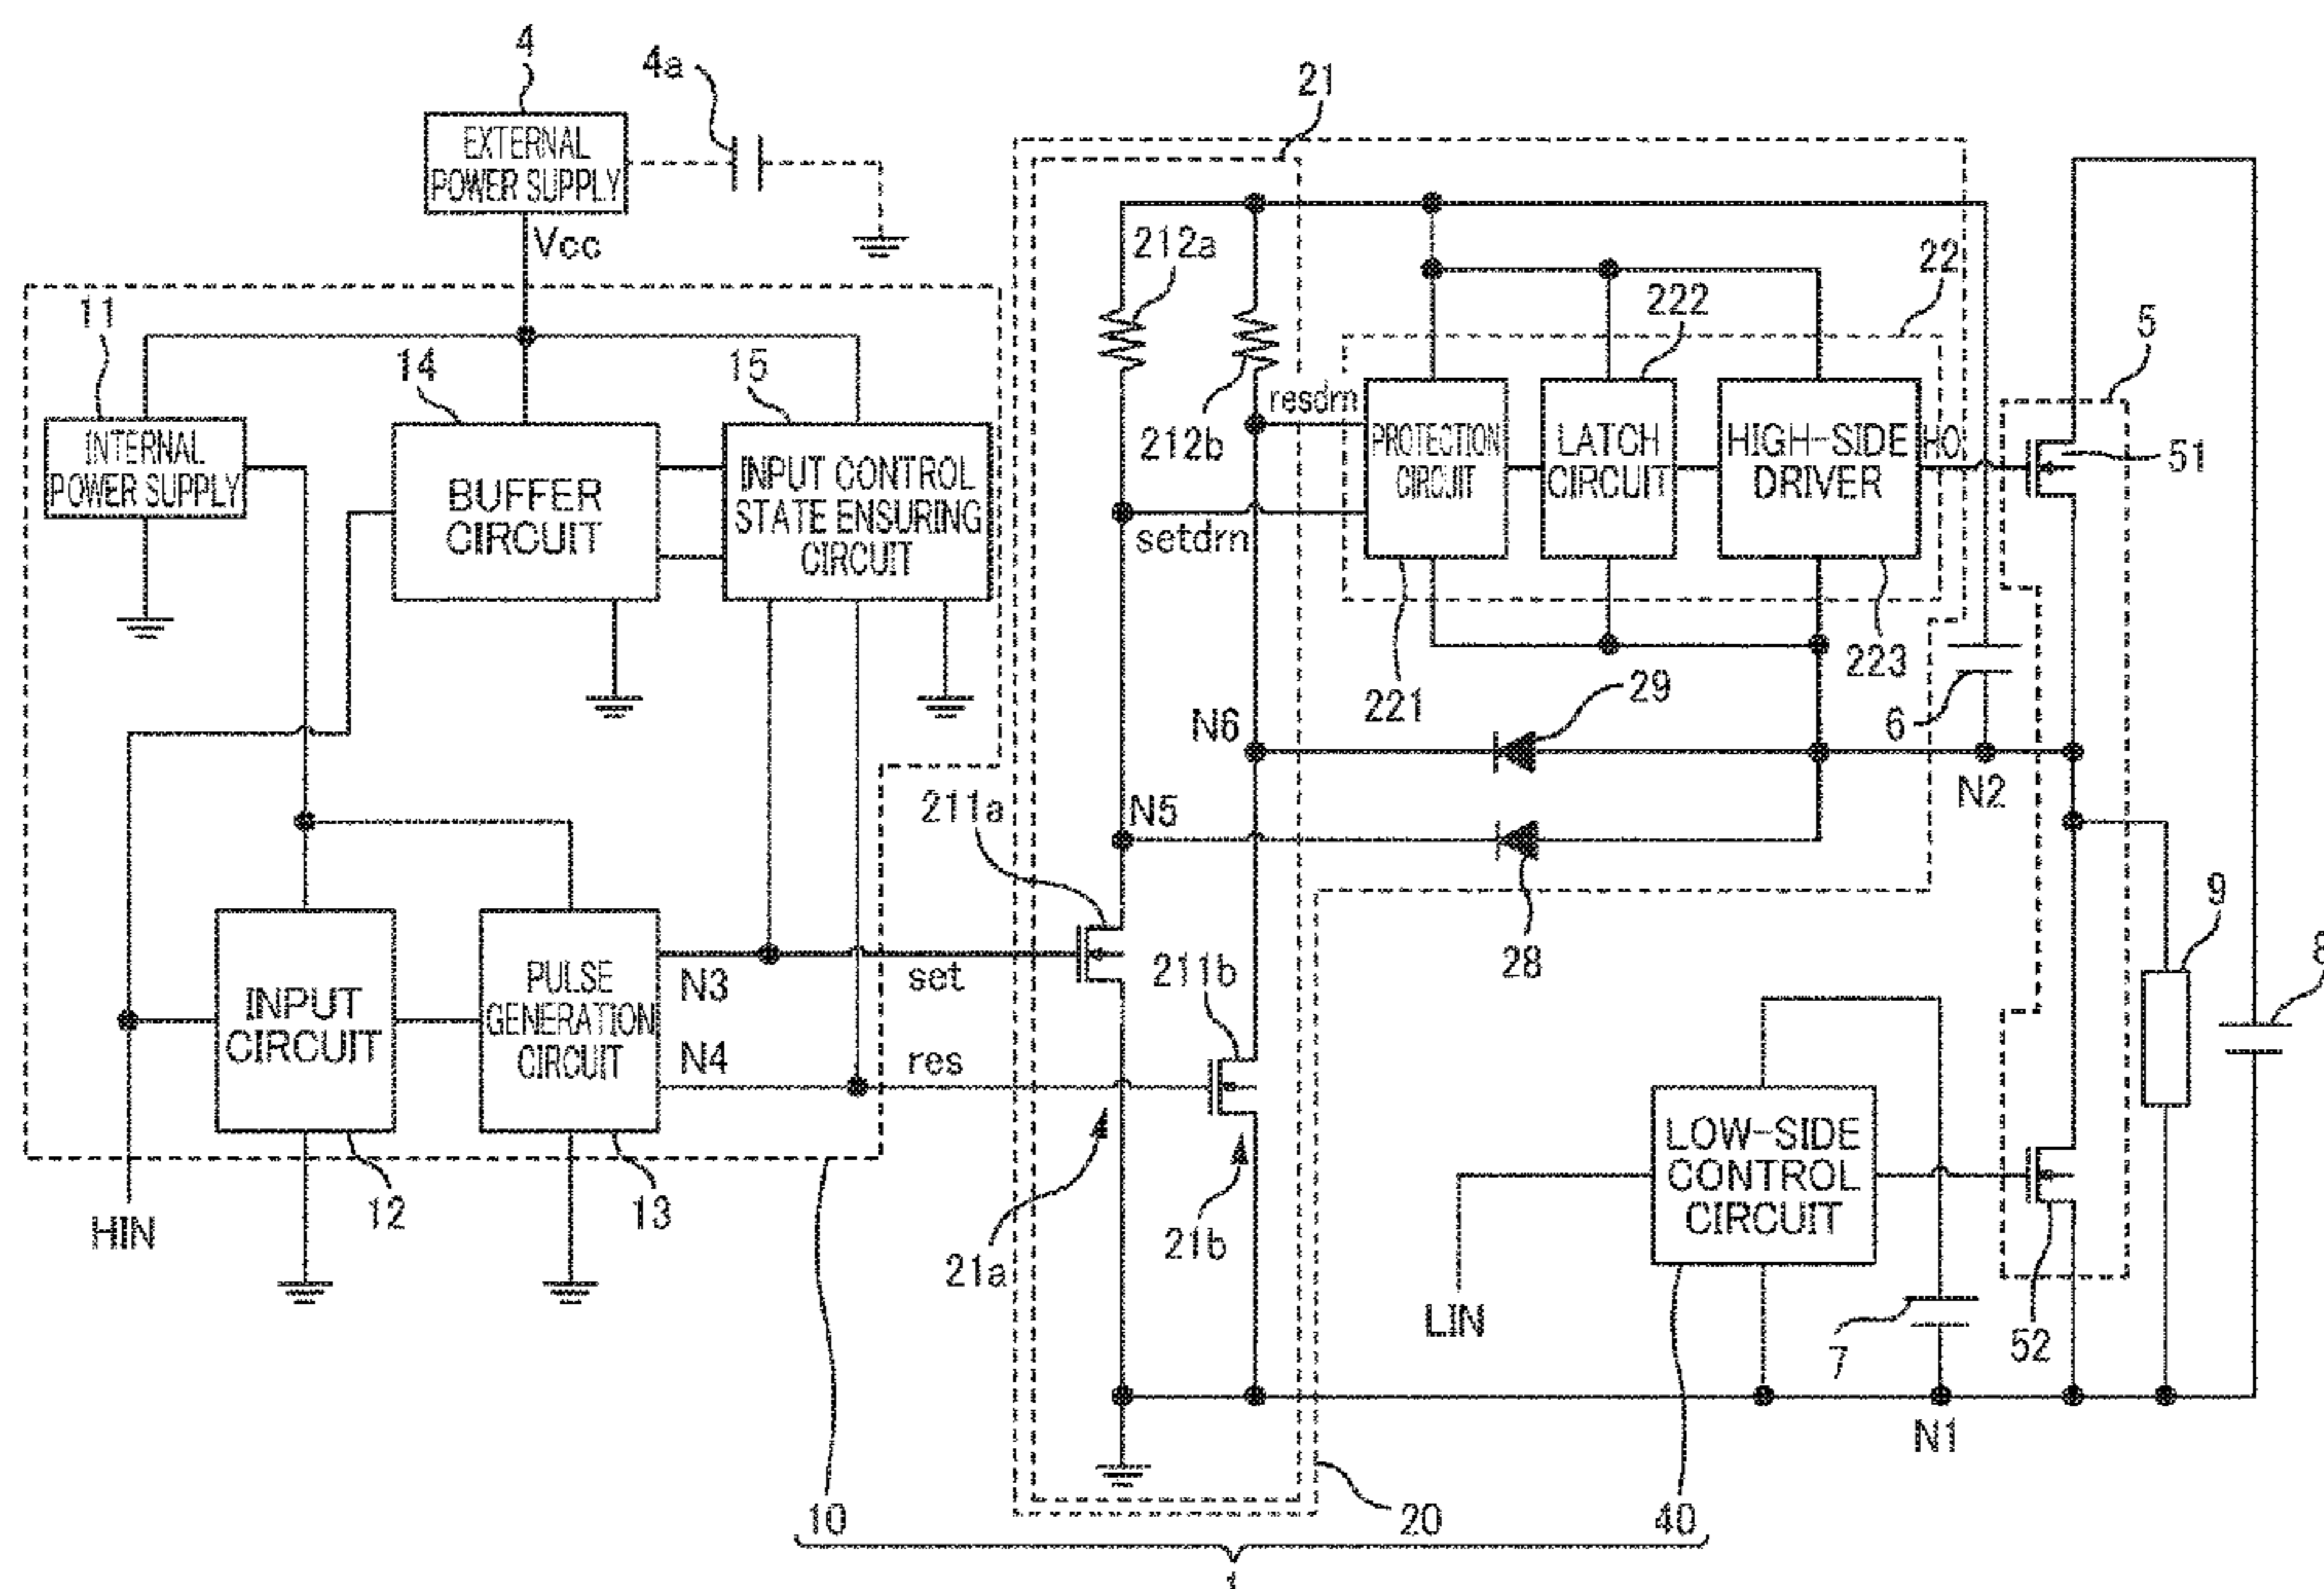 4
4a
21
EXTERNAL
POWER SUPPLY
Vcc
212a
22
11
222
5
14
15
212b
resdrn
INTERNAL
POWER SUPPLY
BUFFER
CIRCUIT
INPUT CONTROL
STATE ENSURING
CIRCUIT
PROTECTION
CIRCUIT
LATCH
CIRCUIT
HIGH-SIDE
DRIVER
HO
51
setdrn
221
29
223
6
N6
N2
211a
N5
28
9
8
INPUT
CIRCUIT
PULSE
GENERATION
CIRCUIT
N3
set
211b
N4
res
LOW-SIDE
CONTROL
CIRCUIT
HIN
12
13
21a
21b
LIN
7
52
N1
10
20
40
1